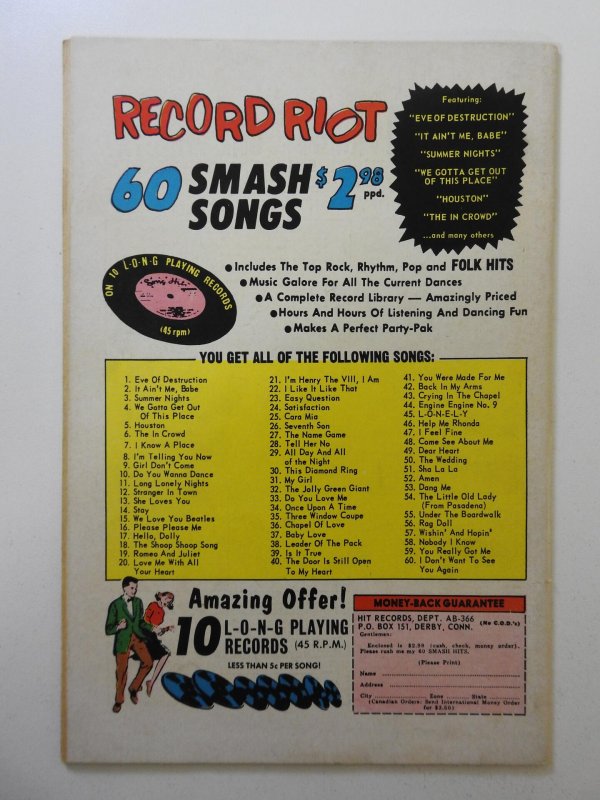 RECORD RIOT
60 SMASH SONGS $2.98 ppd.
Featuring:
"EVE OF DESTRUCTION"
"IT AIN'T ME, BABE"
"SUMMER NIGHTS"
"WE GOTTA GET OUT
OF THIS PLACE"
"HOUSTON"
"THE IN CROWD"
...and many others
ON 10 L-O-N-G PLAYING RECORDS
(45 rpm)
●Includes The Top Rock, Rhythm, Pop and FOLK HITS
●Music Galore For All The Current Dances
●A Complete Record Library — Amazingly Priced
●Hours And Hours Of Listening And Dancing Fun
●Makes A Perfect Party-Pak
YOU GET ALL OF THE FOLLOWING SONGS:
1. Eve Of Destruction
2. It Ain't Me, Babe
3. Summer Nights
4. We Gotta Get Out
Of This Place
5. Houston
6. The In Crowd
7. I Know A Place
8. I'm Telling You Now
9. Girl Don't Come
10. Do You Wanna Dance
11. Long Lonely Nights
12. Stranger In Town
13. She Loves You
14. Stay
15. We Love You Beatles
16. Please Please Me
17. Hello, Dolly
18. The Shoop Shoop Song
19. Romeo And Juliet
20. Love Me With All
Your Heart
21. I'm Henry The VIII, I Am
22. I Like It Like That
23. Easy Question
24. Satisfaction
25. Cara Mia
26. Seventh Son
27. The Name Game
28. Tell Her No
29. All Day And All
of the Night
30. This Diamond Ring
31. My Girl
32. The Jolly Green Giant
33. Do You Love Me
34. Once Upon A Time
35. Three Window Coupe
36. Chapel Of Love
37. Baby Love
38. Leader Of The Pack
39. Is It True
40. The Door Is Still Open
To My Heart
41. You Were Made For Me
42. Back In My Arms
43. Crying In The Chapel
44. Engine Engine No. 9
45. L-O-N-E-L-Y
46. Help Me Rhonda
47. I Feel Fine
48. Come See About Me
49. Dear Heart
50. The Wedding
51. Sha La La
52. Amen
53. Dang Me
54. The Little Old Lady
(From Pasadena)
55. Under The Boardwalk
56. Rag Doll
57. Wishin' And Hopin'
58. Nobody I Know
59. You Really Got Me
60. I Don't Want To See
You Again
Amazing Offer!
10 L-O-N-G PLAYING
RECORDS (45 R.P.M.)
LESS THAN 5c PER SONG!
MONEY-BACK GUARANTEE
HIT RECORDS, DEPT. AB-366 (No C.O.D.'s)
P.O. BOX 151, DERBY, CONN.
Gentlemen:
Enclosed is $2.98 (cash, check, money order).
Please rush me my 60 SMASH HITS.
(Please Print)
Name
Address
City Zone State
(Canadian Orders: Send International Money Order
for $3.00)